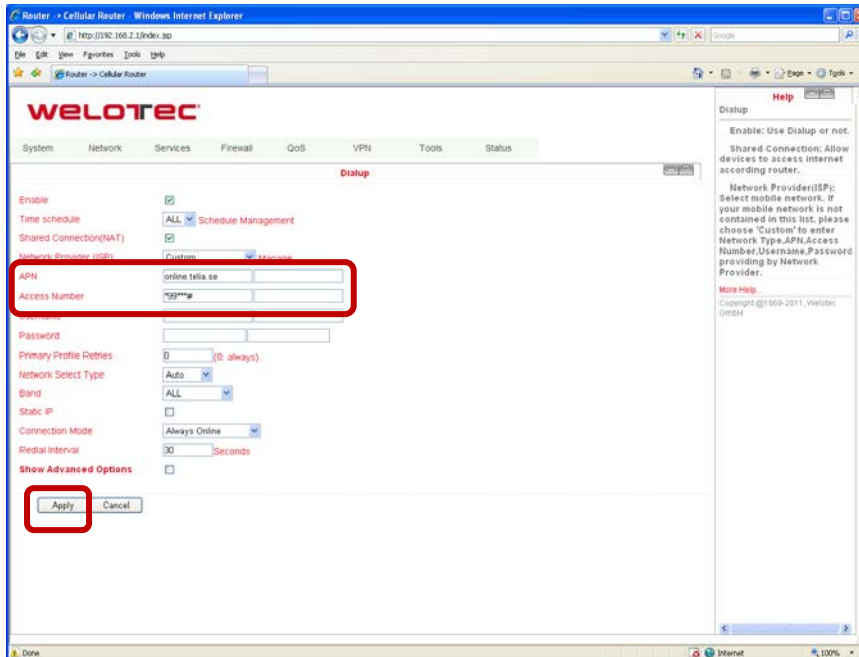 Router -> Cellular Router - Windows Internet Explorer
http://192.168.2.1/index.jsp
Google
File Edit View Favorites Tools Help
Router -> Cellular Router
Page Tools
WELOTEC
System Network Services Firewall QoS VPN Tools Status
Dialup
Enable
Time schedule ALL Schedule Management
Shared Connection(NAT)
Network Provider (ISP) Custom Manage
APN online.telia.se
Access Number *99***#
Username
Password
Primary Profile Retries 0 (0: always)
Network Select Type Auto
Band ALL
Static IP
Connection Mode Always Online
Redial Interval 30 Seconds
Show Advanced Options
Apply Cancel
Help
Dialup
Enable: Use Dialup or not.
Shared Connection: Allow
devices to access internet
according router.
Network Provider(ISP):
Select mobile network. If
your mobile network is not
contained in this list, please
choose 'Custom' to enter
Network Type,APN,Access
Number,Username,Password
providing by Network
Provider.
More Help...
Copyright @1989-2011, Welotec
GmbH
Done Internet 100%